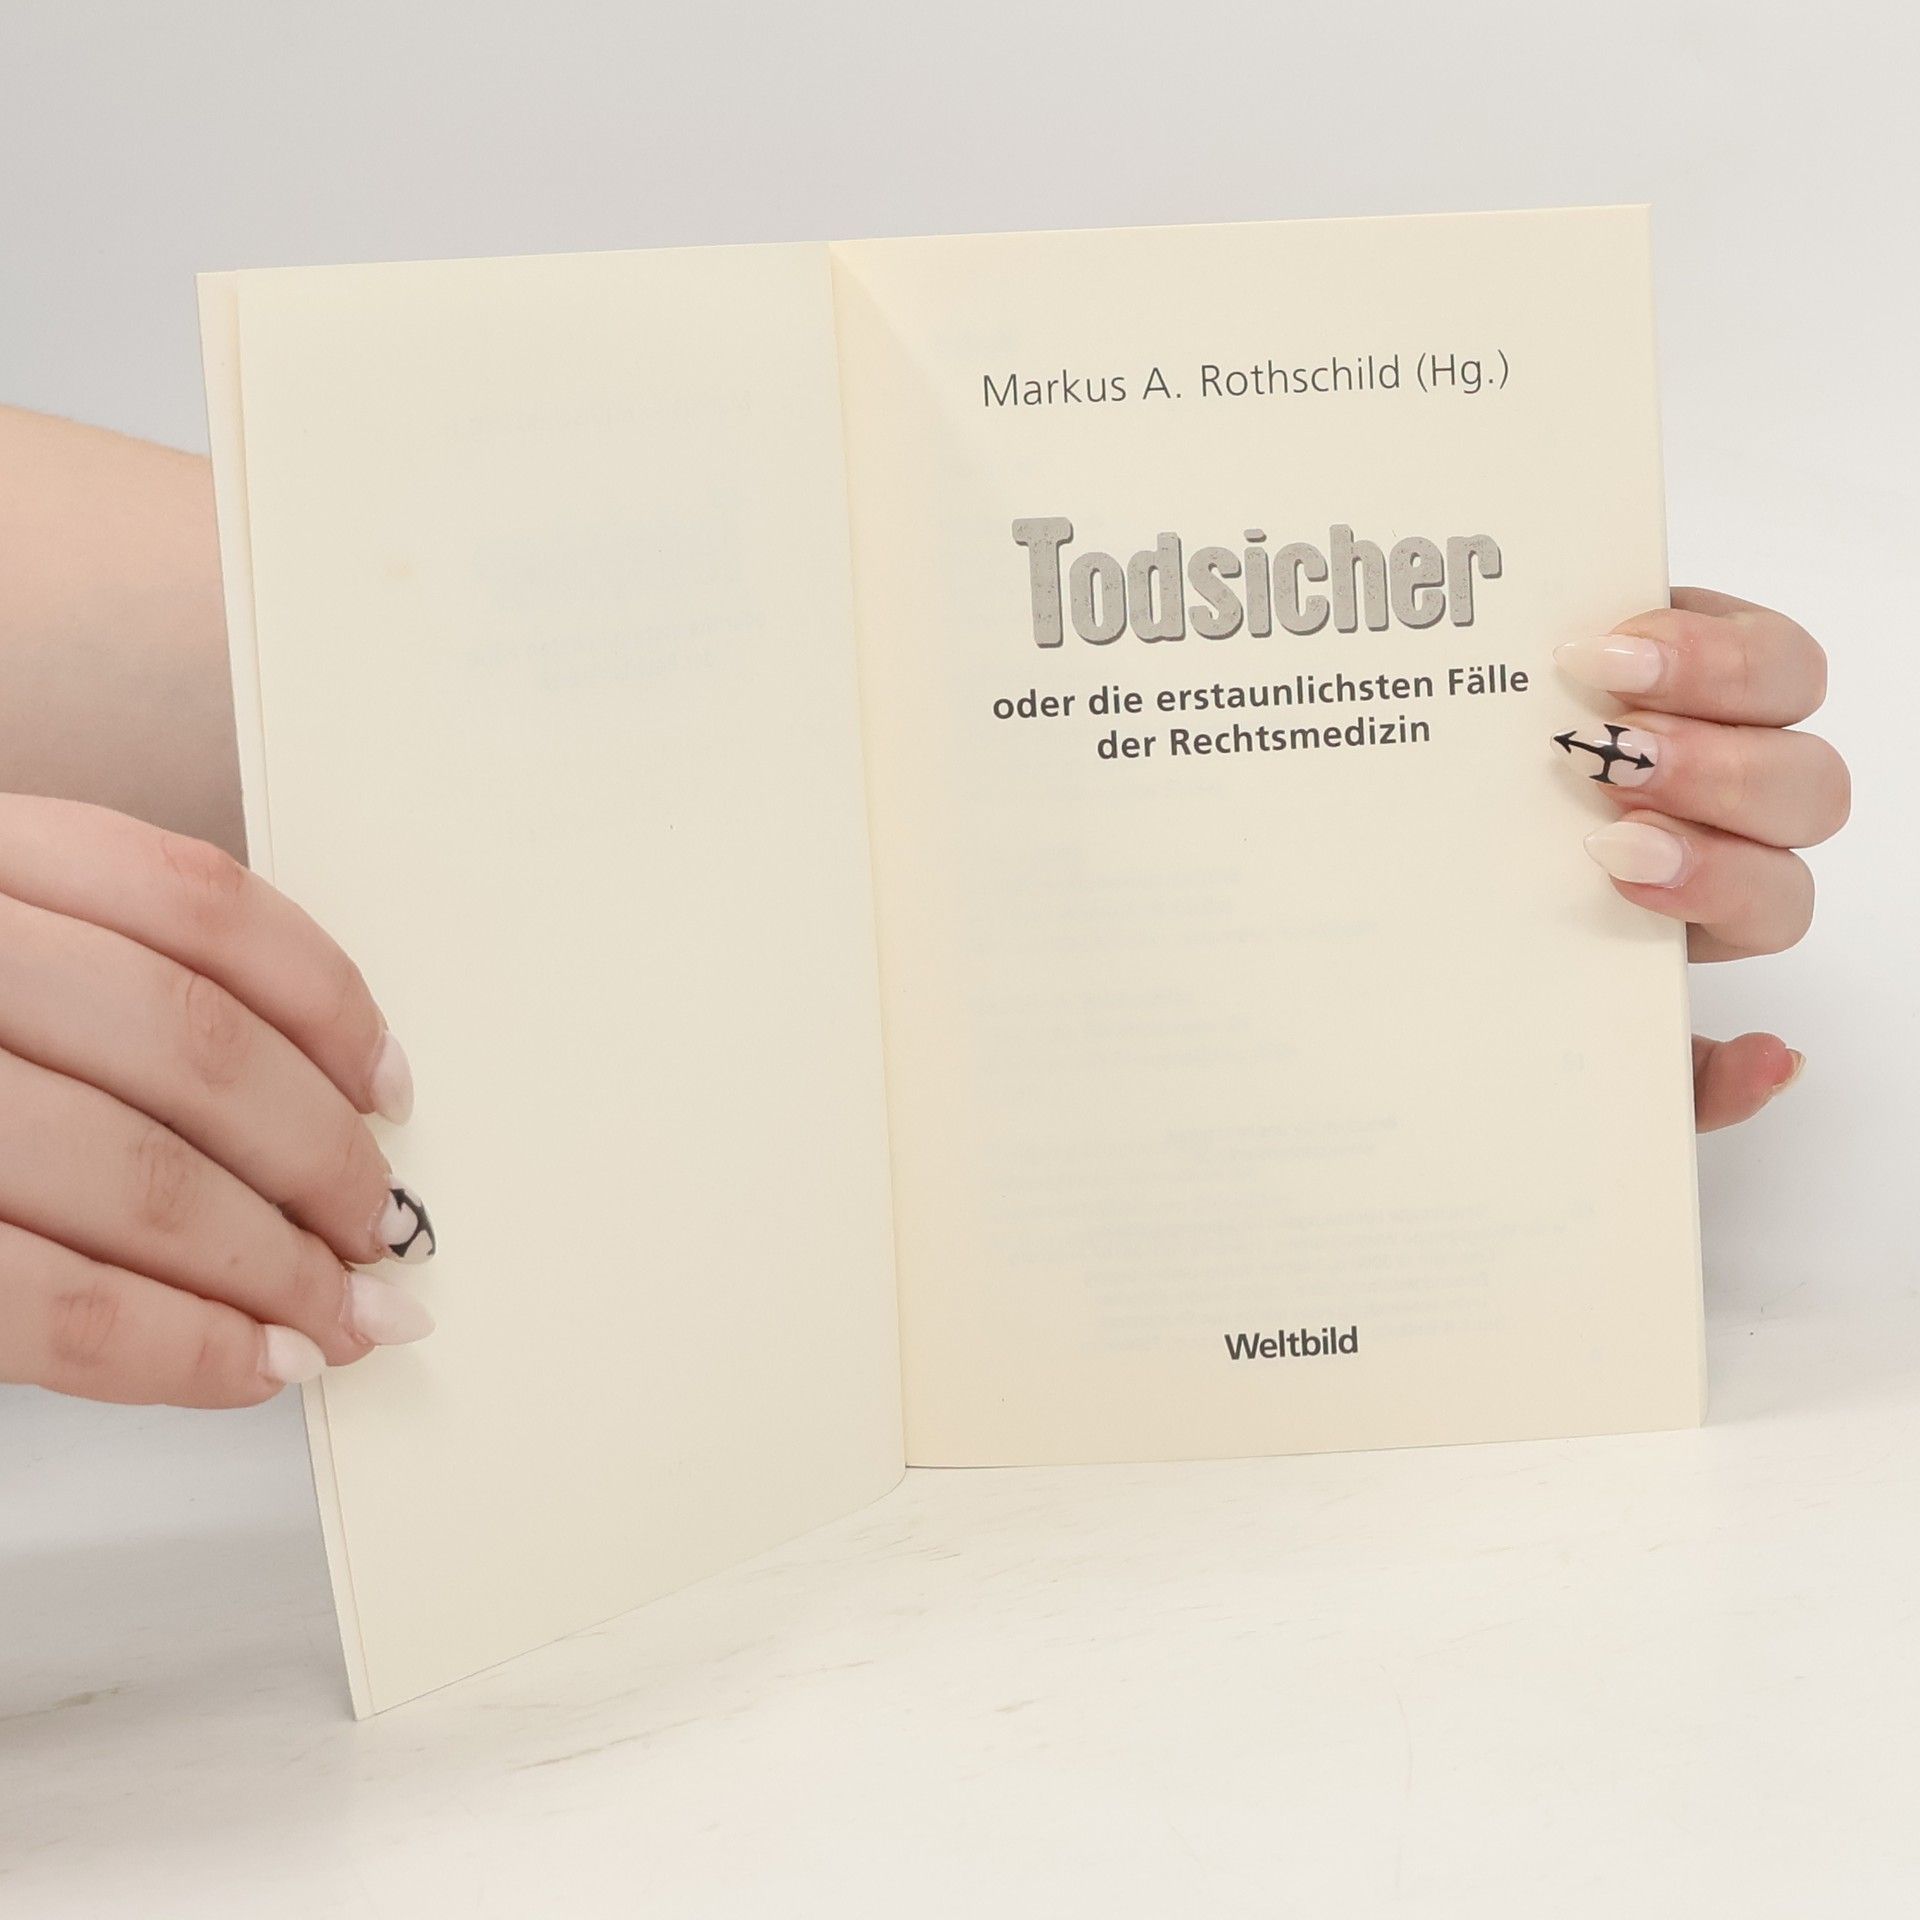 Markus A. Rothschild (Hg.)
Todsicher
oder die erstaunlichsten Fälle
der Rechtsmedizin
Weltbild